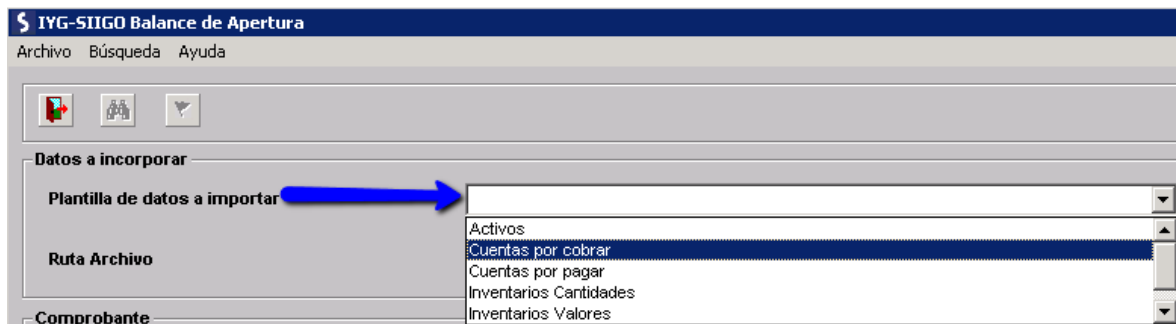 IYG-SIIGO Balance de Apertura
Archivo Búsqueda Ayuda
Datos a incorporar
Plantilla de datos a importar
Activos
Cuentas por cobrar
Ruta Archivo
Cuentas por pagar
Inventarios Cantidades
Inventarios Valores
Comprobante